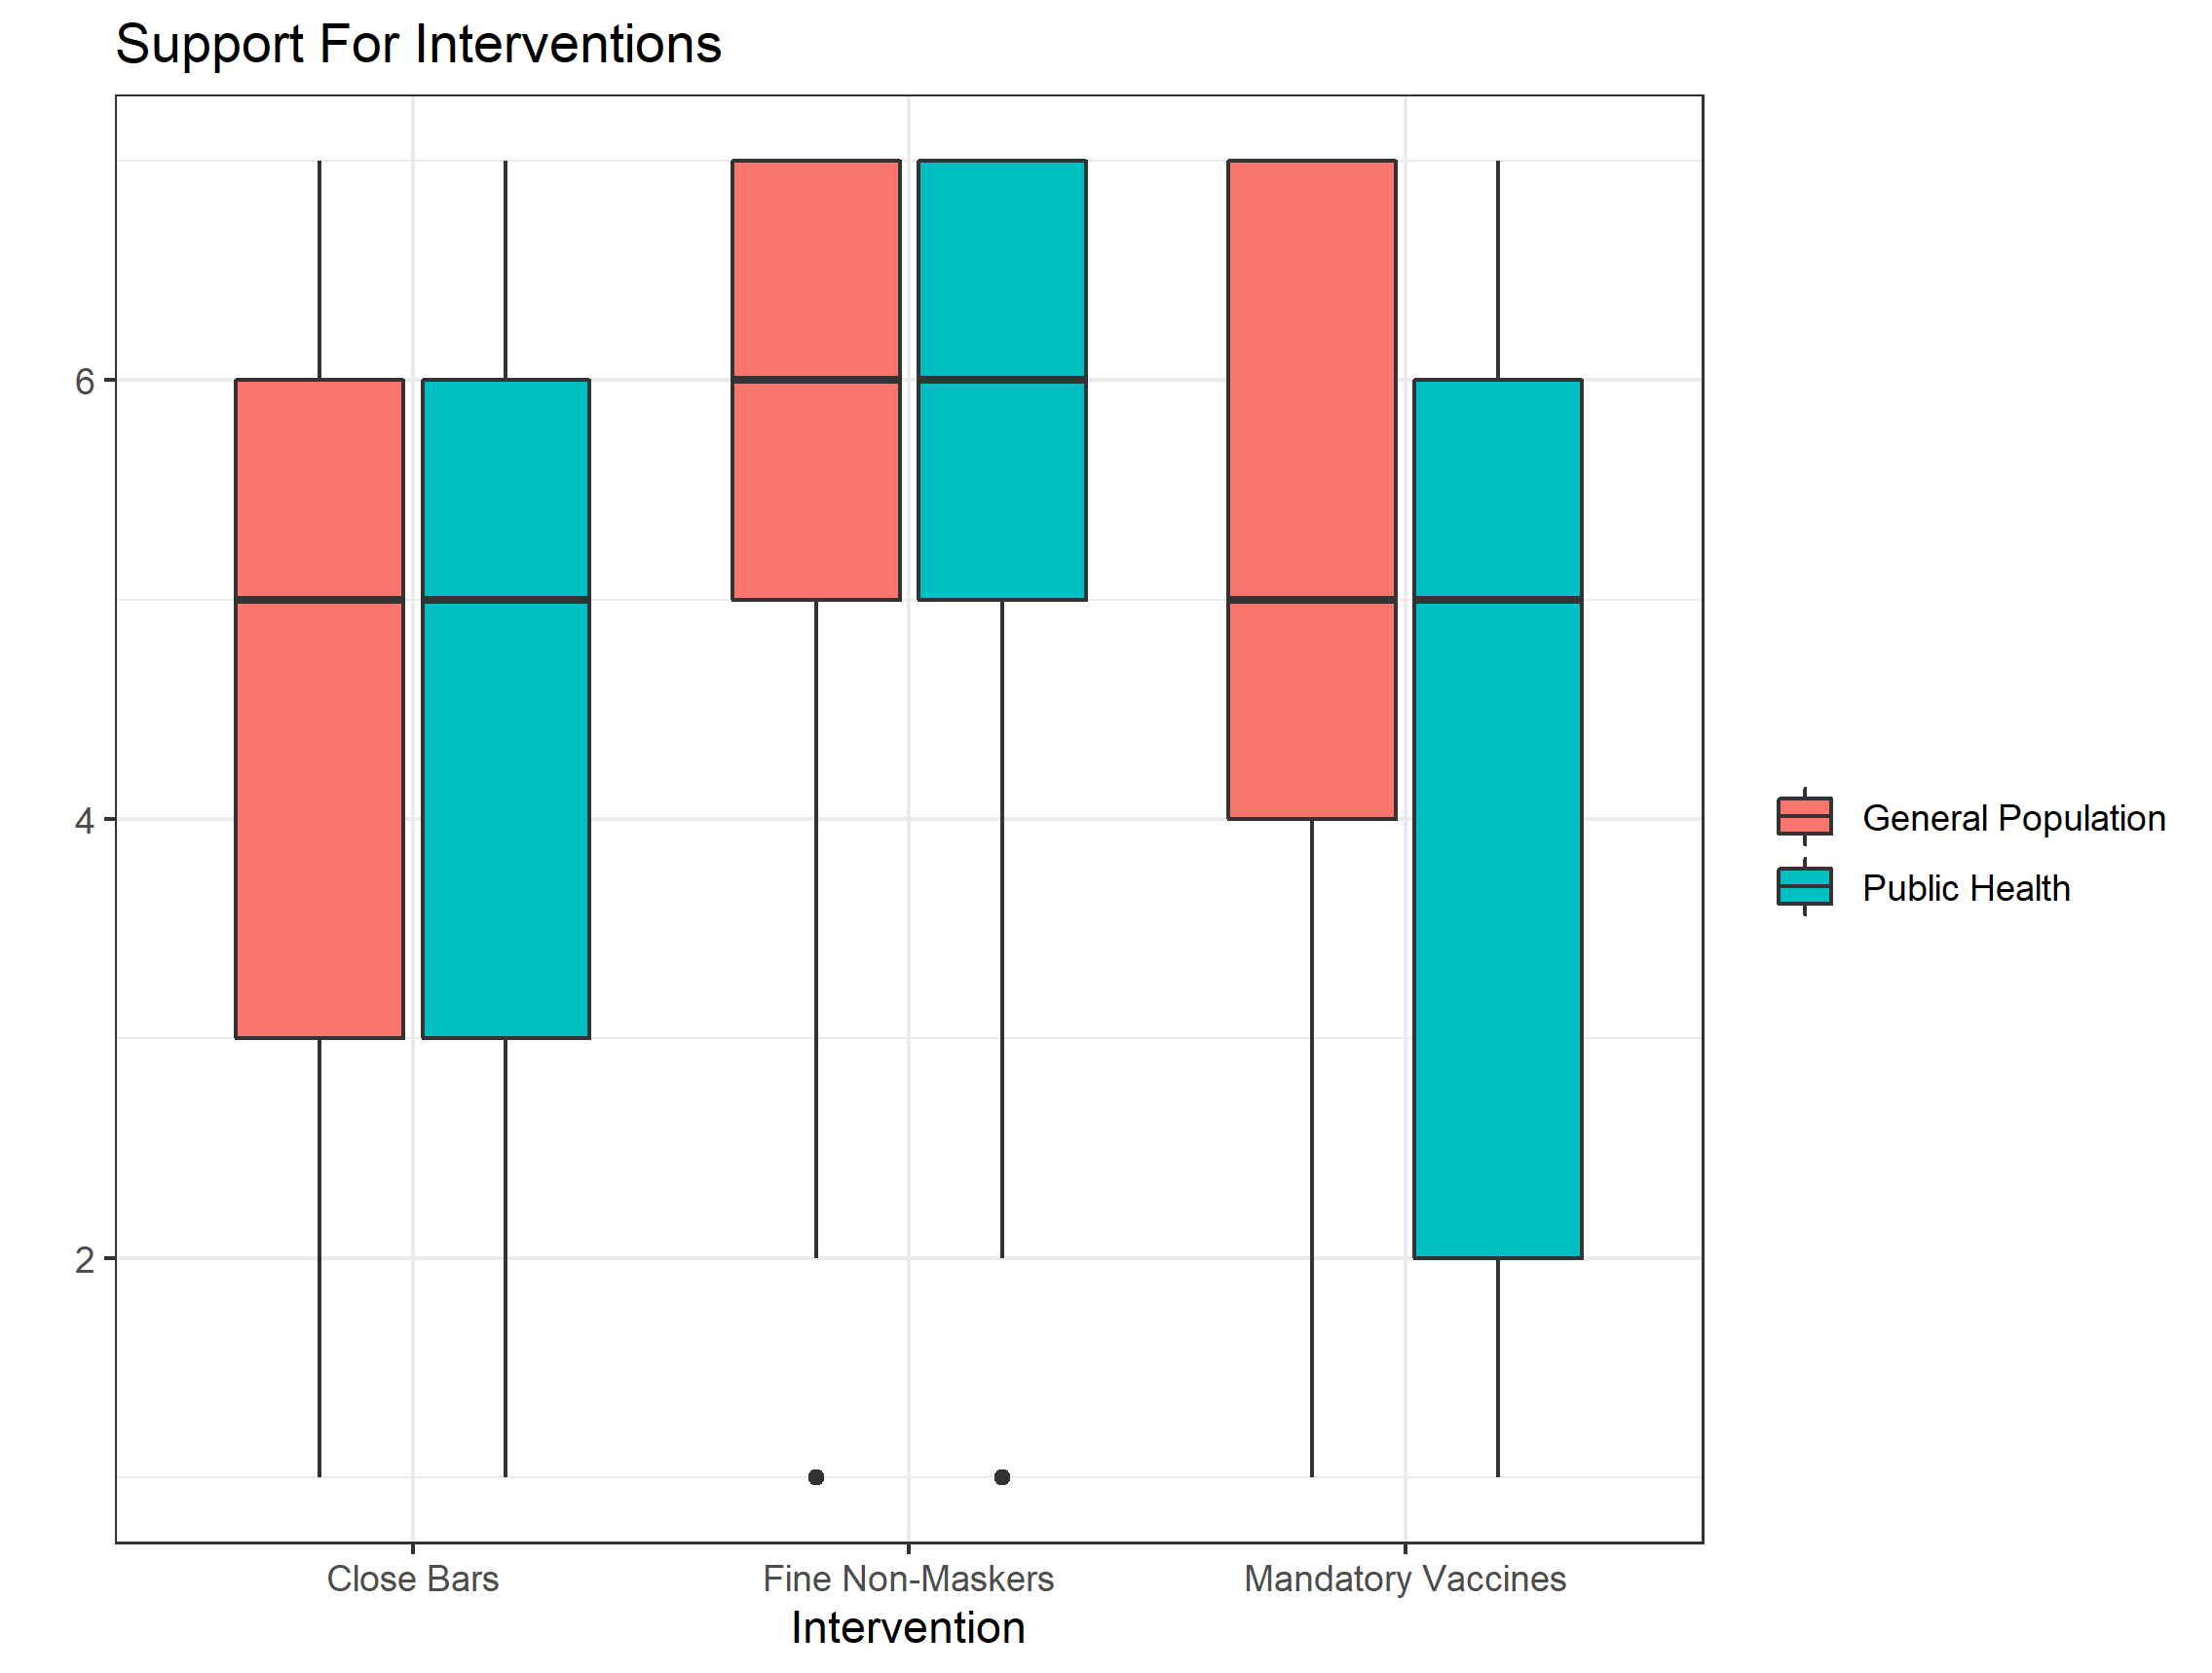 Support For Interventions
6
4
2
Close Bars
Fine Non-Maskers
Mandatory Vaccines
Intervention
General Population
Public Health